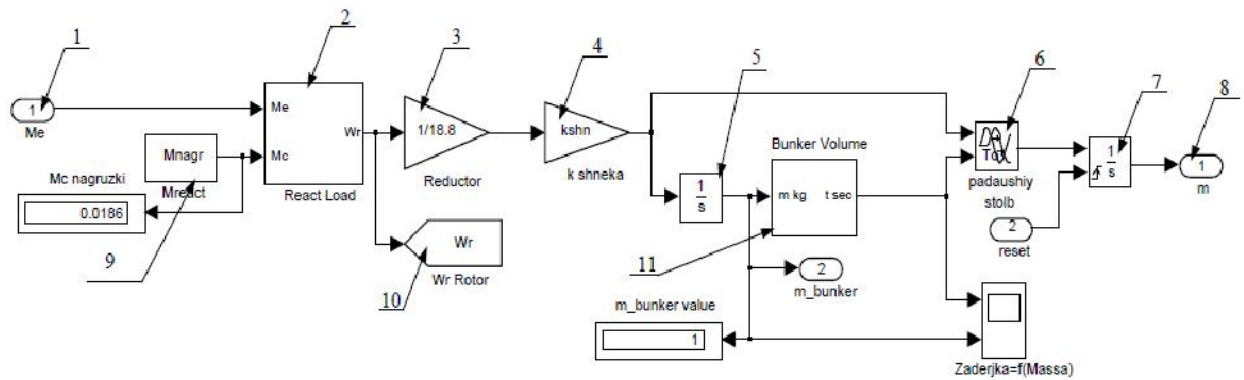 1
2
3
4
5
6
7
8
1
Me
Me
Mc
Wr
React Load
1/18.8
Reductor
kshn
k shneka
1
s
Bunker Volume
m kg
t sec
padaushiy
stolb
1
s
1
m
2
reset
Mnagr
Mreact
Mc nagruzki
0.0186
9
Wr
Wr Rotor
10
11
2
m_bunker
m_bunker value
1
Zaderjka=f(Massa)